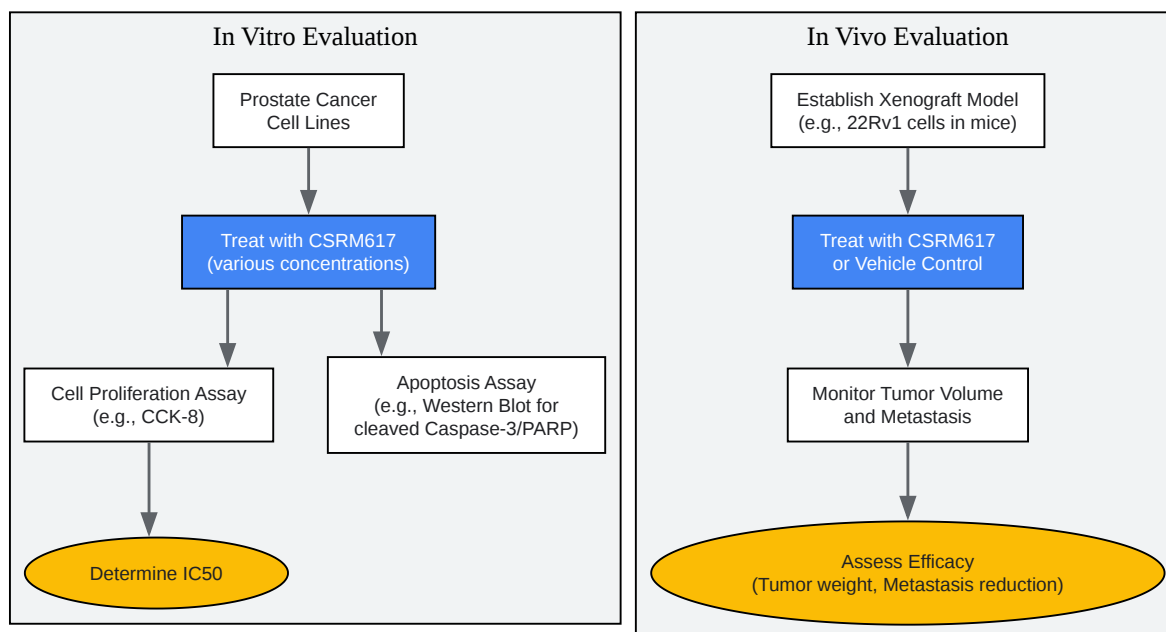 In Vitro Evaluation
Prostate Cancer
Cell Lines
Treat with CSRM617
(various concentrations)
Cell Proliferation Assay
(e.g., CCK-8)
Apoptosis Assay
(e.g., Western Blot for
cleaved Caspase-3/PARP)
Determine IC50
In Vivo Evaluation
Establish Xenograft Model
(e.g., 22Rv1 cells in mice)
Treat with CSRM617
or Vehicle Control
Monitor Tumor Volume
and Metastasis
Assess Efficacy
(Tumor weight, Metastasis reduction)